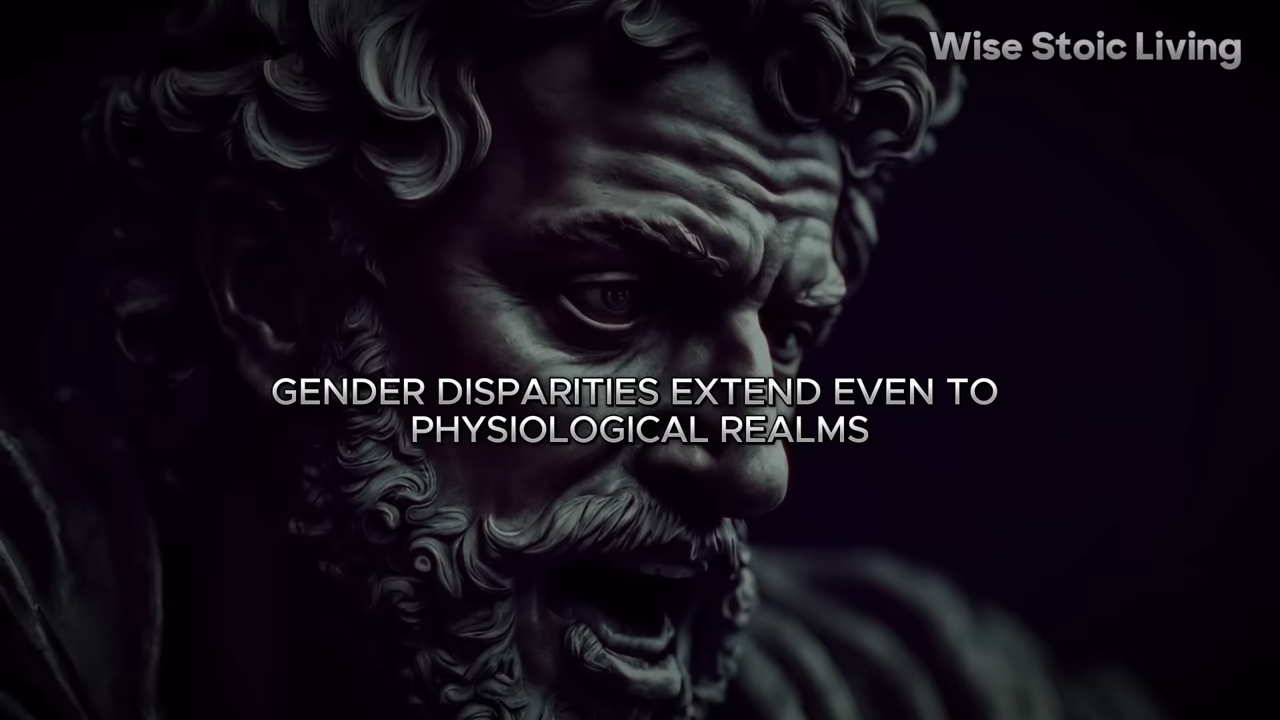 Wise Stoic Living
GENDER DISPARITIES EXTEND EVEN TO
PHYSIOLOGICAL REALMS